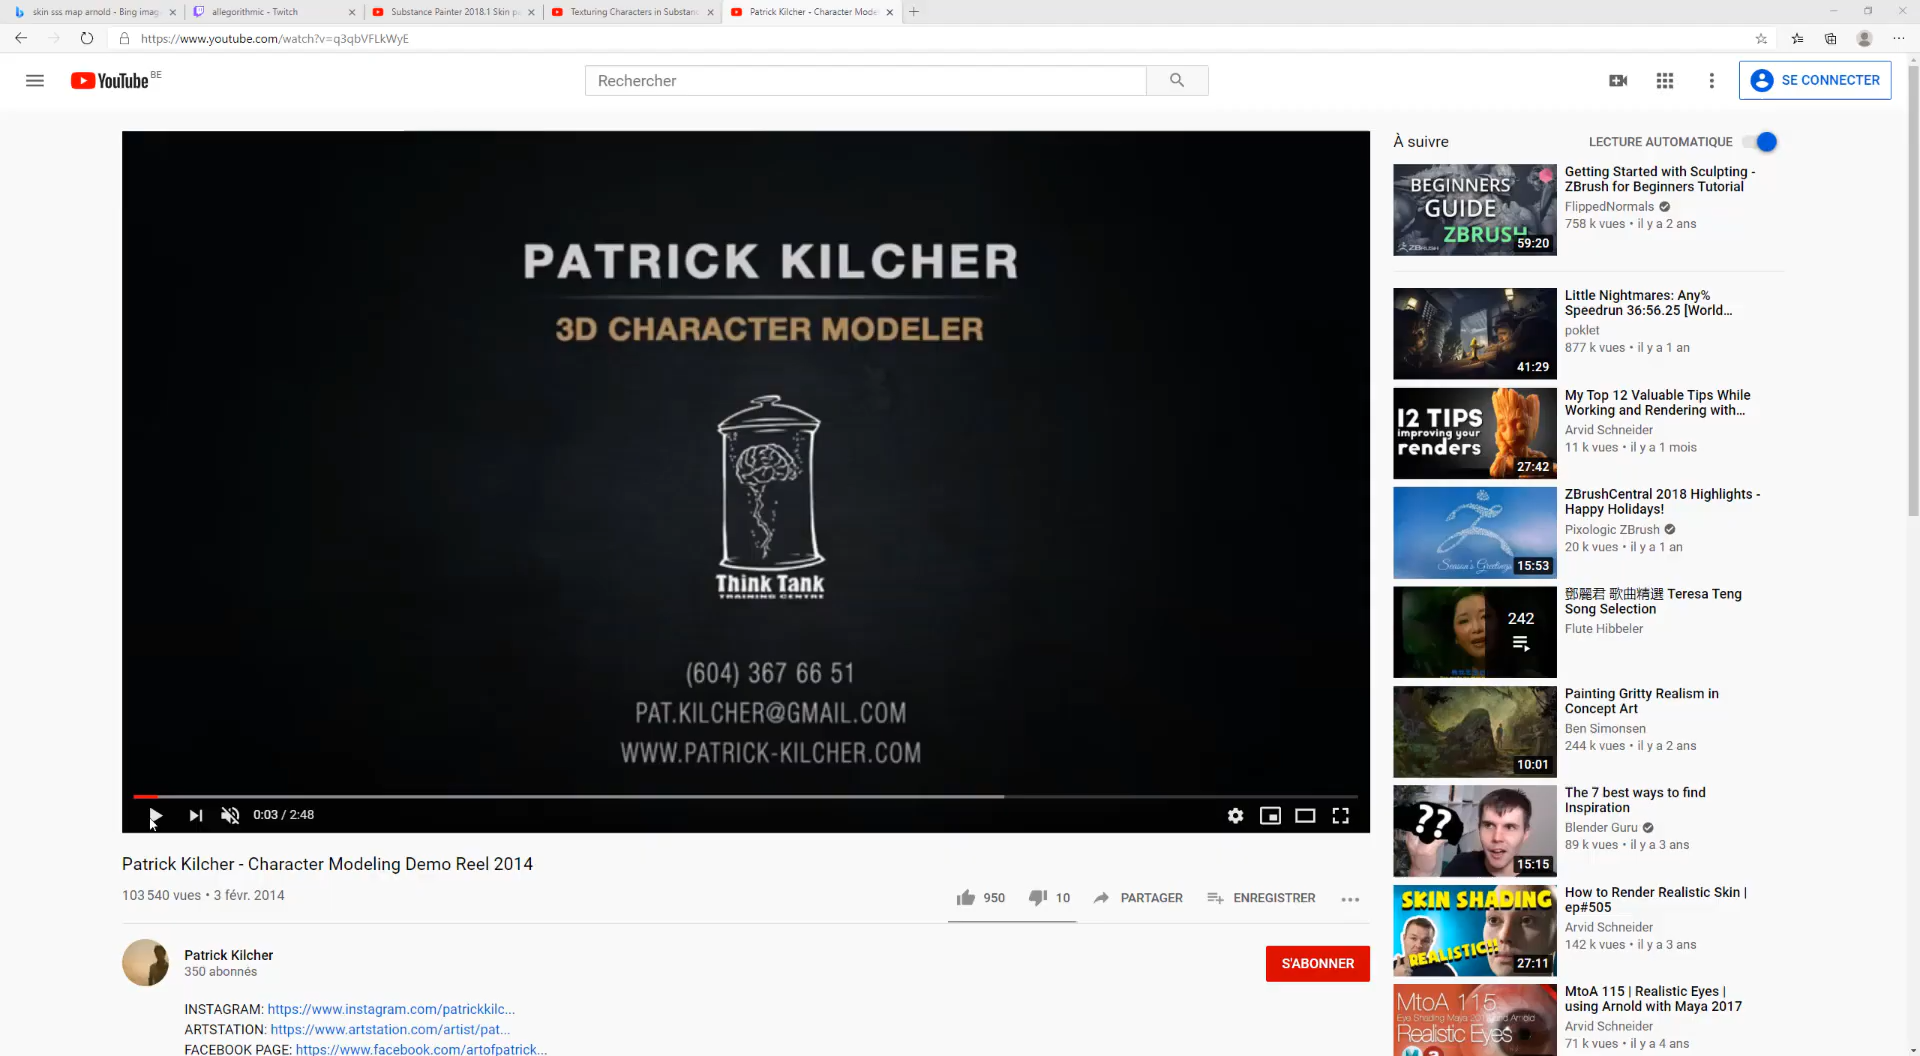 skin sss map arnold - Bing imag
allegorithmic - Twitch
Substance Painter 2018.1 Skin p
Texturing Characters in Substanc
Patrick Kilcher - Character Mode
https://www.youtube.com/watch?v=q3qbVFLkWyE
YouTube BE
Rechercher
SE CONNECTER
PATRICK KILCHER
3D CHARACTER MODELER
Think Tank
TRAINING CENTRE
(604) 367 66 51
PAT.KILCHER@GMAIL.COM
WWW.PATRICK-KILCHER.COM
0:03 / 2:48
Patrick Kilcher - Character Modeling Demo Reel 2014
103 540 vues • 3 févr. 2014
950
10
PARTAGER
ENREGISTRER
Patrick Kilcher
350 abonnés
S'ABONNER
INSTAGRAM: https://www.instagram.com/patrickkilc...
ARTSTATION: https://www.artstation.com/artist/pat...
FACEBOOK PAGE: https://www.facebook.com/artofpatrick...
À suivre
LECTURE AUTOMATIQUE
BEGINNERS
GUIDE
ZBRUSH
ZBRUSH
59:20
Getting Started with Sculpting -
ZBrush for Beginners Tutorial
FlippedNormals
758 k vues • il y a 2 ans
41:29
Little Nightmares: Any%
Speedrun 36:56.25 [World...
poklet
877 k vues • il y a 1 an
12 TIPS
improving your
renders
27:42
My Top 12 Valuable Tips While
Working and Rendering with...
Arvid Schneider
11 k vues • il y a 1 mois
Season's Greetings
15:53
ZBrushCentral 2018 Highlights -
Happy Holidays!
Pixologic ZBrush
20 k vues • il y a 1 an
242
鄧麗君 歌曲精選 Teresa Teng
Song Selection
Flute Hibbeler
10:01
Painting Gritty Realism in
Concept Art
Ben Simonsen
244 k vues • il y a 2 ans
??
15:15
The 7 best ways to find
Inspiration
Blender Guru
89 k vues • il y a 3 ans
SKIN SHADING
REALISTIC!!
27:11
How to Render Realistic Skin |
ep#505
Arvid Schneider
142 k vues • il y a 3 ans
MtoA 115
Eye Shading Maya 2017 and Arnold
Realistic Eyes
MtoA 115 | Realistic Eyes |
using Arnold with Maya 2017
Arvid Schneider
71 k vues • il y a 4 ans